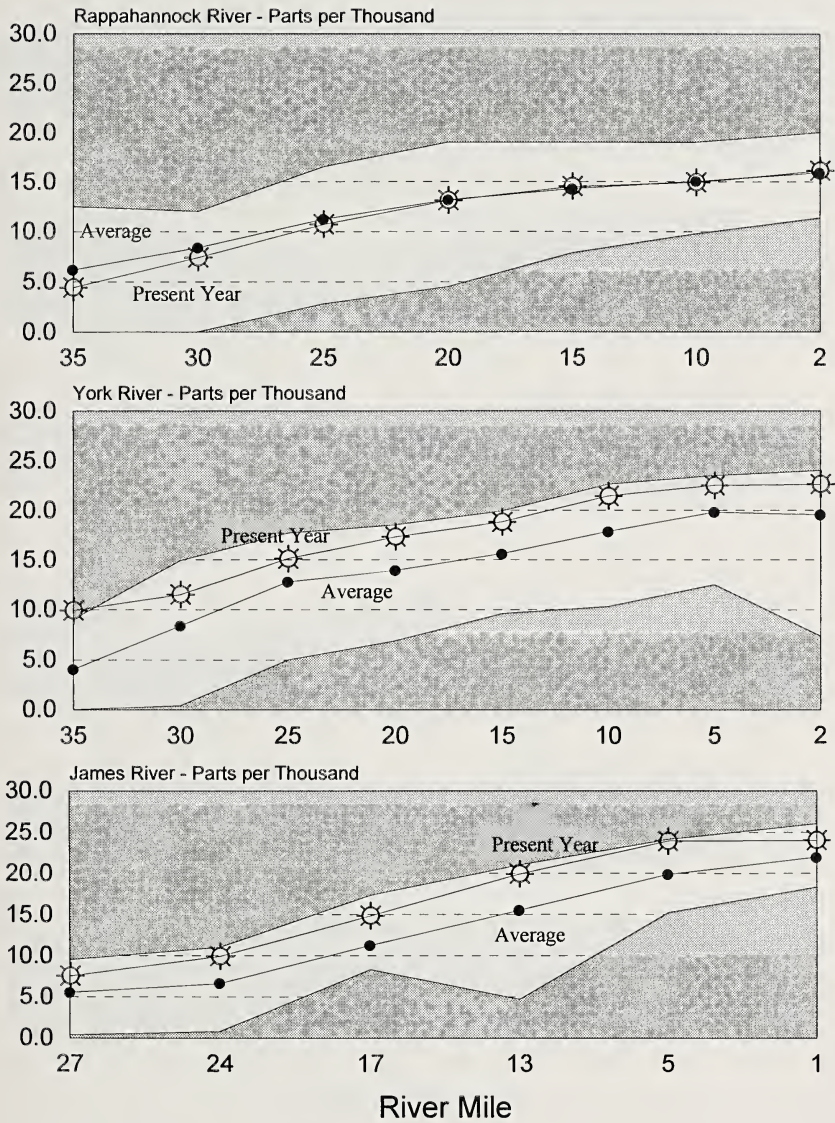 Rappahannock River - Parts per Thousand
30.0
25.0
20.0
15.0
10.0
5.0
0.0
Average
Present Year
35 30 25 20 15 10 2
York River - Parts per Thousand
30.0
25.0
20.0
15.0
10.0
5.0
0.0
Present Year
Average
35 30 25 20 15 10 5 2
James River - Parts per Thousand
30.0
25.0
20.0
15.0
10.0
5.0
0.0
Present Year
Average
27 24 17 13 5 1
River Mile